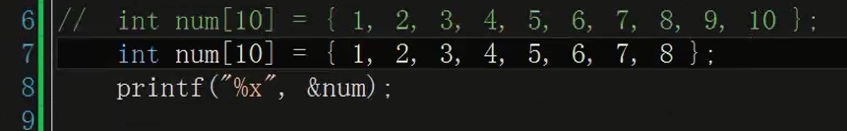 6 // int num[10] = { 1, 2, 3, 4, 5, 6, 7, 8, 9, 10 };
7 int num[10] = { 1, 2, 3, 4, 5, 6, 7, 8 };
8 printf("%x", &num);
9